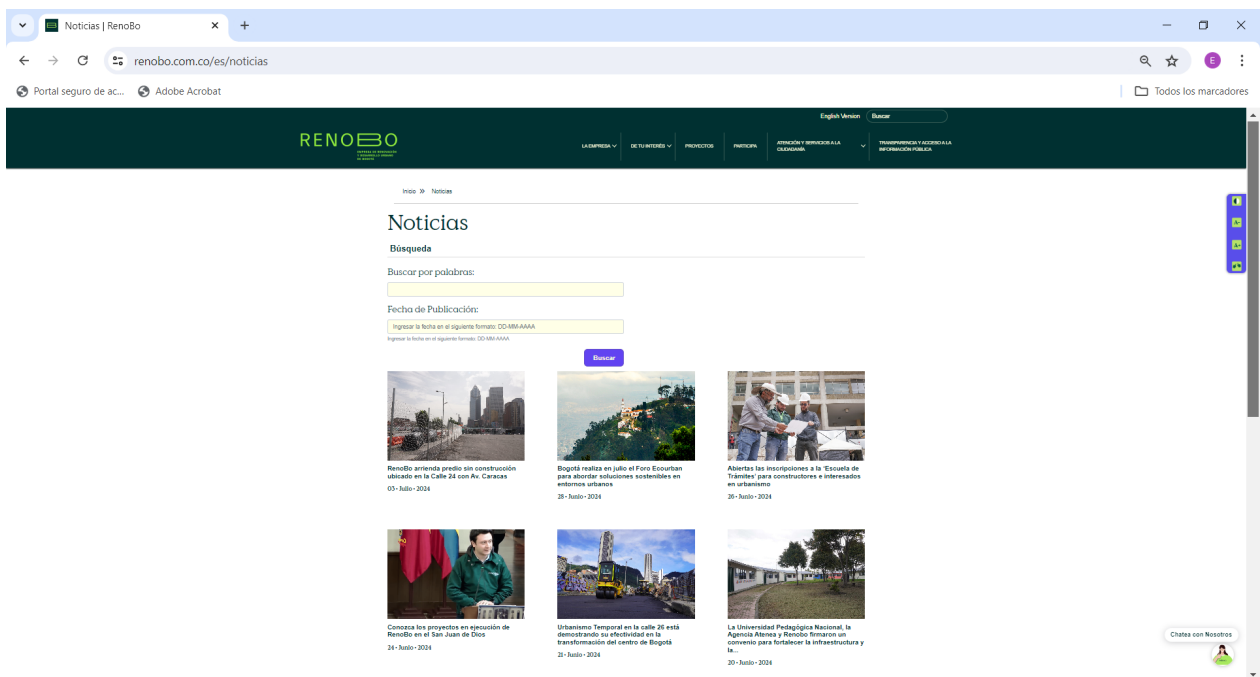 Noticias | RenoBo
renobo.com.co/es/noticias
E
Portal seguro de ac...
Adobe Acrobat
Todos los marcadores
English Version
Buscar
RENOBO
EMPRESA DE RENOVACIÓN
Y DESARROLLO URBANO
DE BOGOTÁ
LA EMPRESA
DE TU INTERÉS
PROYECTOS
PARTICIPA
ATENCIÓN Y SERVICIOS A LA
CIUDADANÍA
TRANSPARENCIA Y ACCESO A LA
INFORMACIÓN PÚBLICA
Inicio
Noticias
Noticias
Búsqueda
Buscar por palabras:
Fecha de Publicación:
Ingresar la fecha en el siguiente formato: DD-MM-AAAA
Ingresar la fecha en el siguiente formato: DD-MM-AAAA
Buscar
RenoBo arrienda predio sin construcción
ubicado en la Calle 24 con Av. Caracas
03 • Julio • 2024
Bogotá realiza en julio el Foro Ecourban
para abordar soluciones sostenibles en
entornos urbanos
28 • Junio • 2024
Abiertas las inscripciones a la 'Escuela de
Trámites' para constructores e interesados
en urbanismo
26 • Junio • 2024
Conozca los proyectos en ejecución de
RenoBo en el San Juan de Dios
24 • Junio • 2024
Urbanismo Temporal en la calle 26 está
demostrando su efectividad en la
transformación del centro de Bogotá
21 • Junio • 2024
La Universidad Pedagógica Nacional, la
Agencia Atenea y Renobo firmaron un
convenio para fortalecer la infraestructura y
la...
20 • Junio • 2024
Chatea con Nosotros